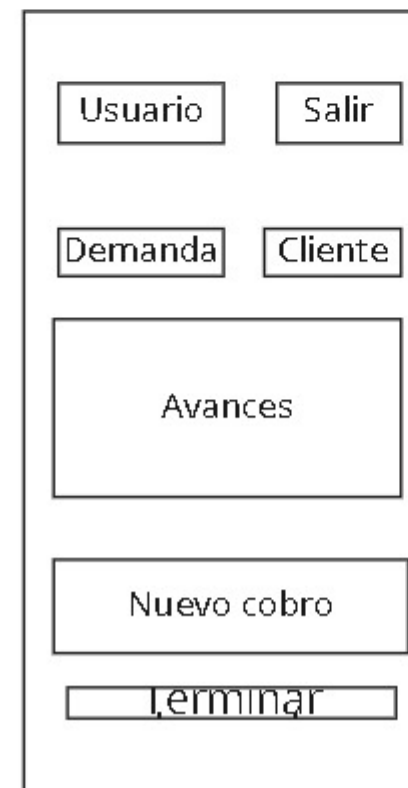 Usuario
Salir
Demanda
Cliente
Avances
Nuevo cobro
Terminar